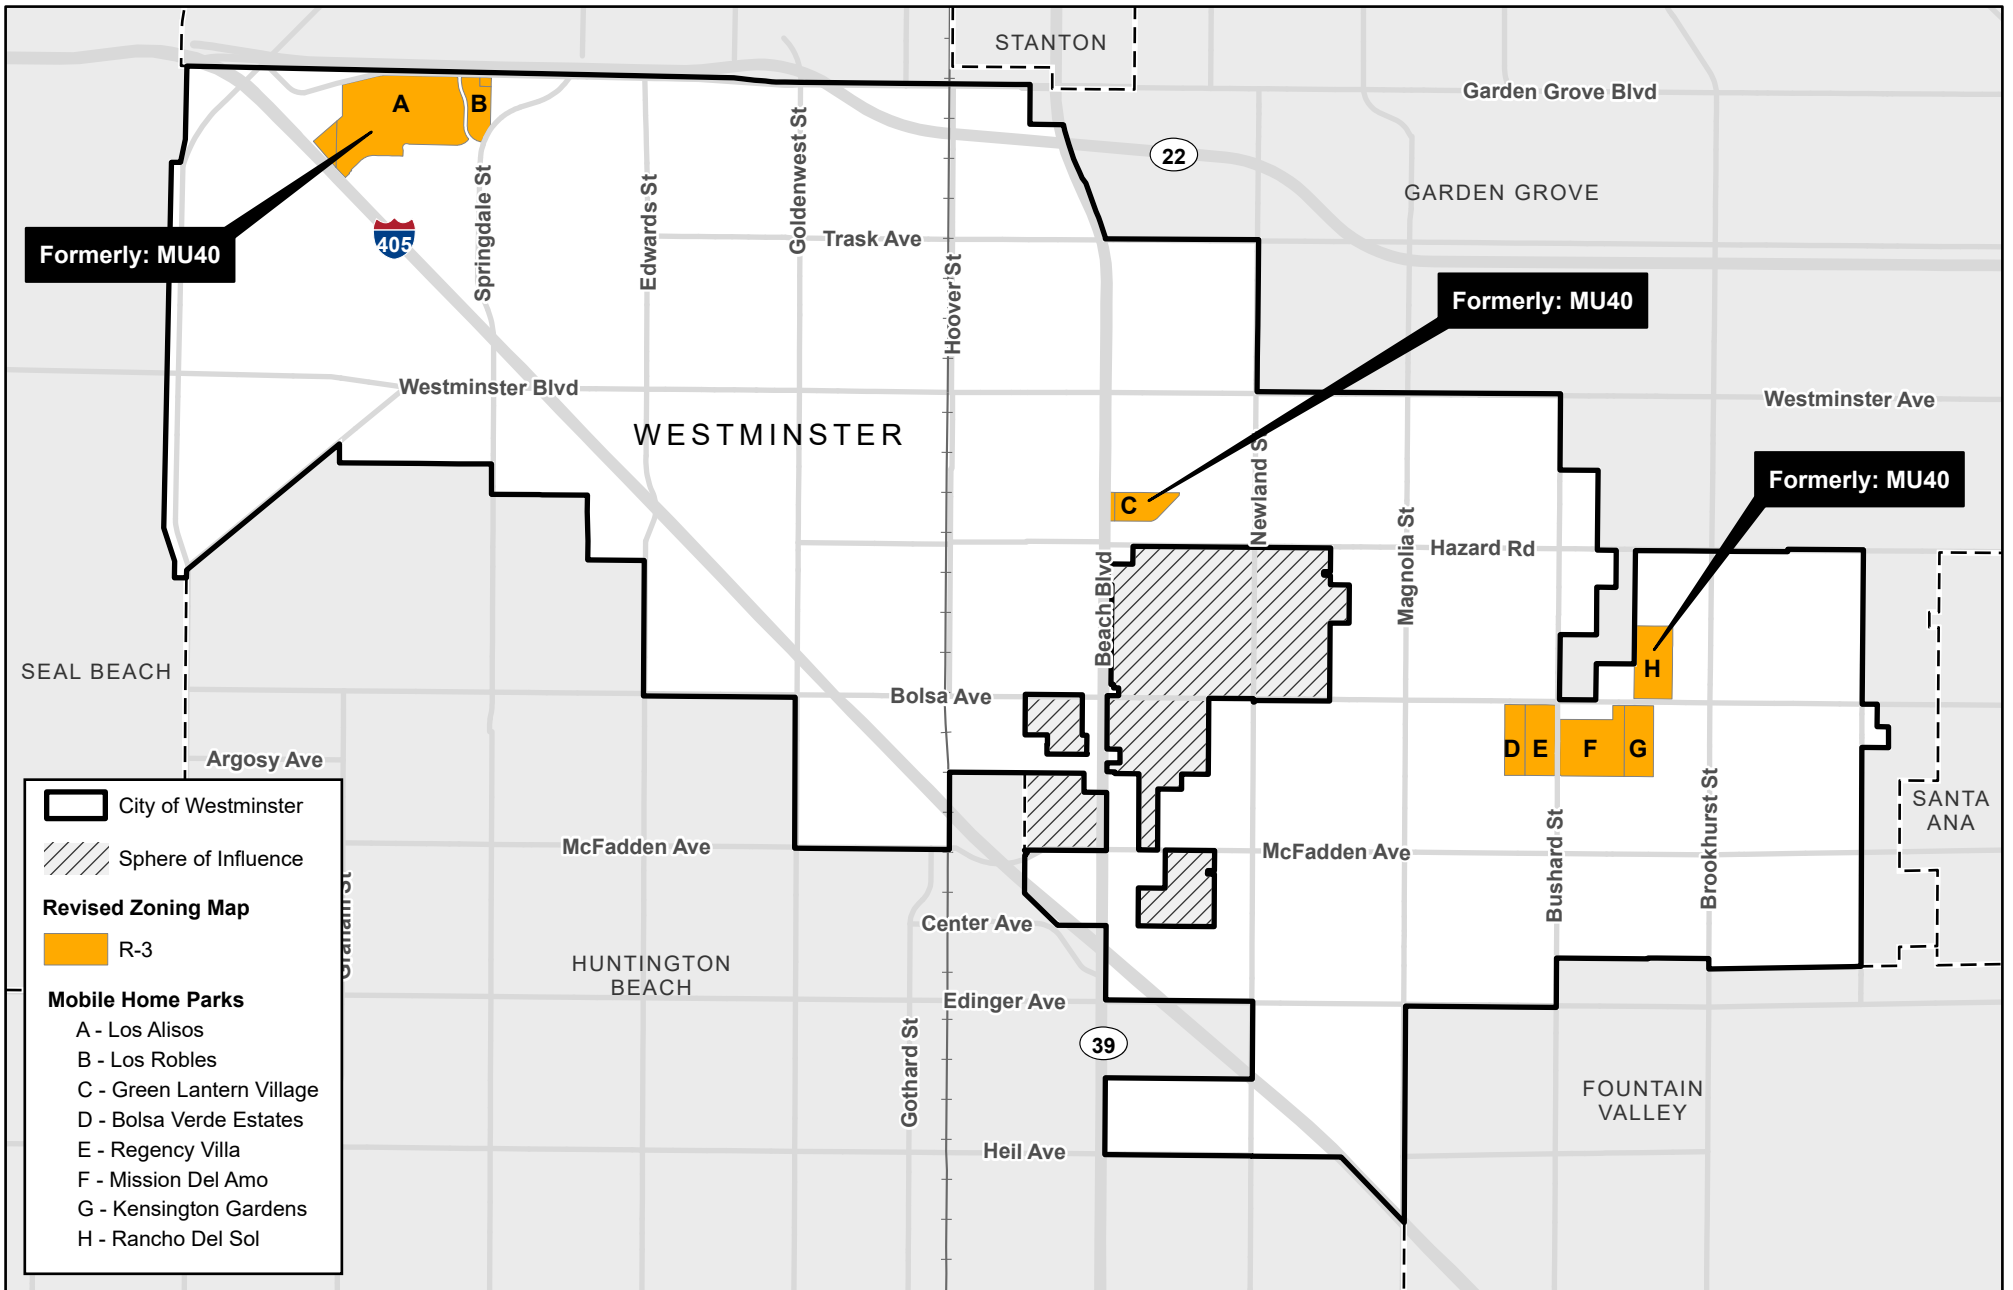 STANTON
Garden Grove Blvd
A
B
22
GARDEN GROVE
Formerly: MU40
405
Springdale St
Edwards St
Goldenwest St
Trask Ave
Hoover St
Formerly: MU40
Westminster Blvd
Westminster Ave
WESTMINSTER
Newland S
Formerly: MU40
C
Magnolia St
Hazard Rd
Beach Blvd
SEAL BEACH
H
Bolsa Ave
D
E
F
G
Argosy Ave
SANTA
ANA
Bushard St
Brookhurst St
McFadden Ave
McFadden Ave
Graham St
Center Ave
HUNTINGTON
BEACH
Edinger Ave
Gothard St
39
FOUNTAIN
VALLEY
Heil Ave
City of Westminster
Sphere of Influence
Revised Zoning Map
R-3
Mobile Home Parks
A - Los Alisos
B - Los Robles
C - Green Lantern Village
D - Bolsa Verde Estates
E - Regency Villa
F - Mission Del Amo
G - Kensington Gardens
H - Rancho Del Sol